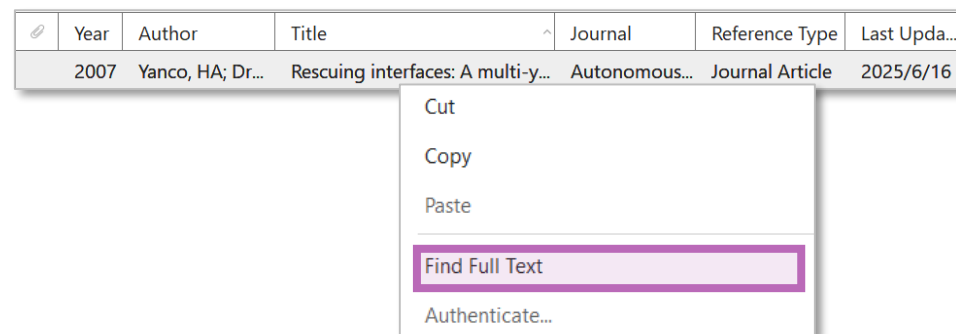 Year Author Title Journal Reference Type Last Upda...
2007 Yanco, HA; Dr... Rescuing interfaces: A multi-y... Autonomous... Journal Article 2025/6/16
Cut
Copy
Paste
Find Full Text
Authenticate...